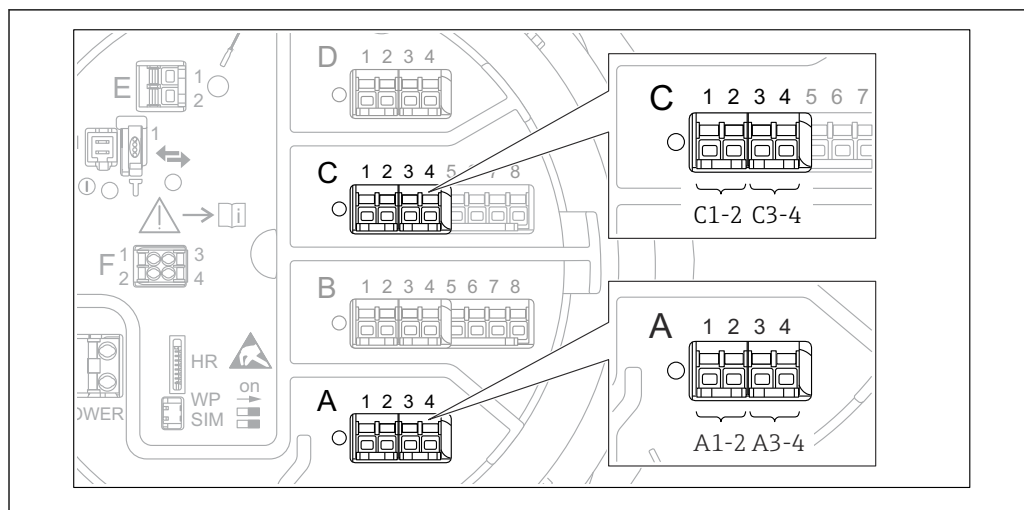 D 1 2 3 4
E 1
2
1
C 1 2 3 4 5 7 8
i
F 1 3
2 4
B 1 2 3 4 5 6 7 8
HR
WP on
SIM
OWER
A 1 2 3 4
C 1 2 3 4 5 6 7
C1-2 C3-4
A 1 2 3 4
A1-2 A3-4